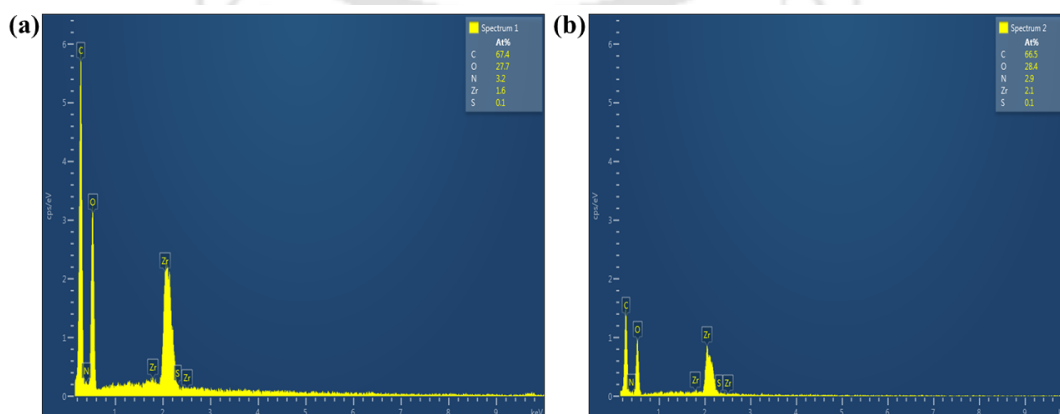 (a)
Spectrum 1
At%
C 67.4
O 27.7
N 3.2
Zr 1.6
S 0.1
6
5
4
3
2
1
0
cps/eV
C
O
N
Zr
Zr
S
Zr
1 2 3 4 5 6 7 8 9 keV
(b)
Spectrum 2
At%
C 66.5
O 28.4
N 2.9
Zr 2.1
S 0.1
6
5
4
3
2
1
0
cps/eV
C
O
N
Zr
Zr
S
Zr
1 2 3 4 5 6 7 8 9